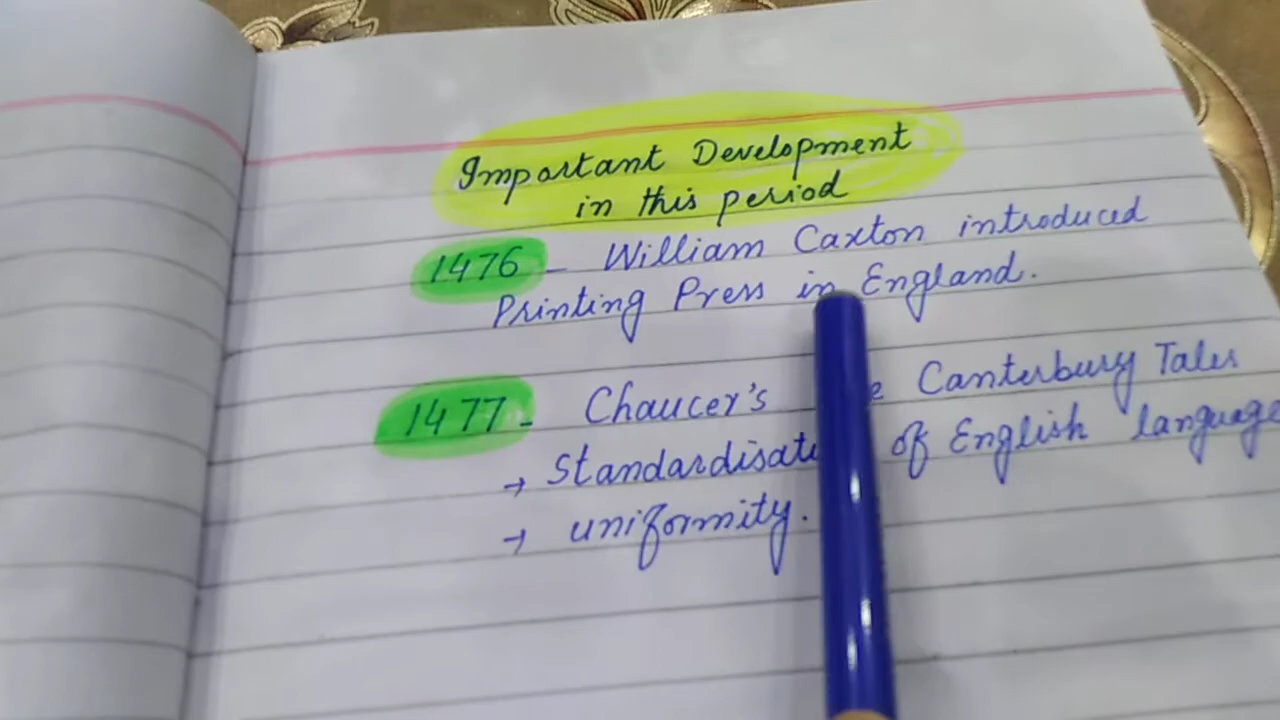 Important Development
in this period
1476 - William Caxton introduced
Printing Press in England.
1477 - Chaucer's Canterbury Tales
→ Standardisati of English language
→ uniformity.